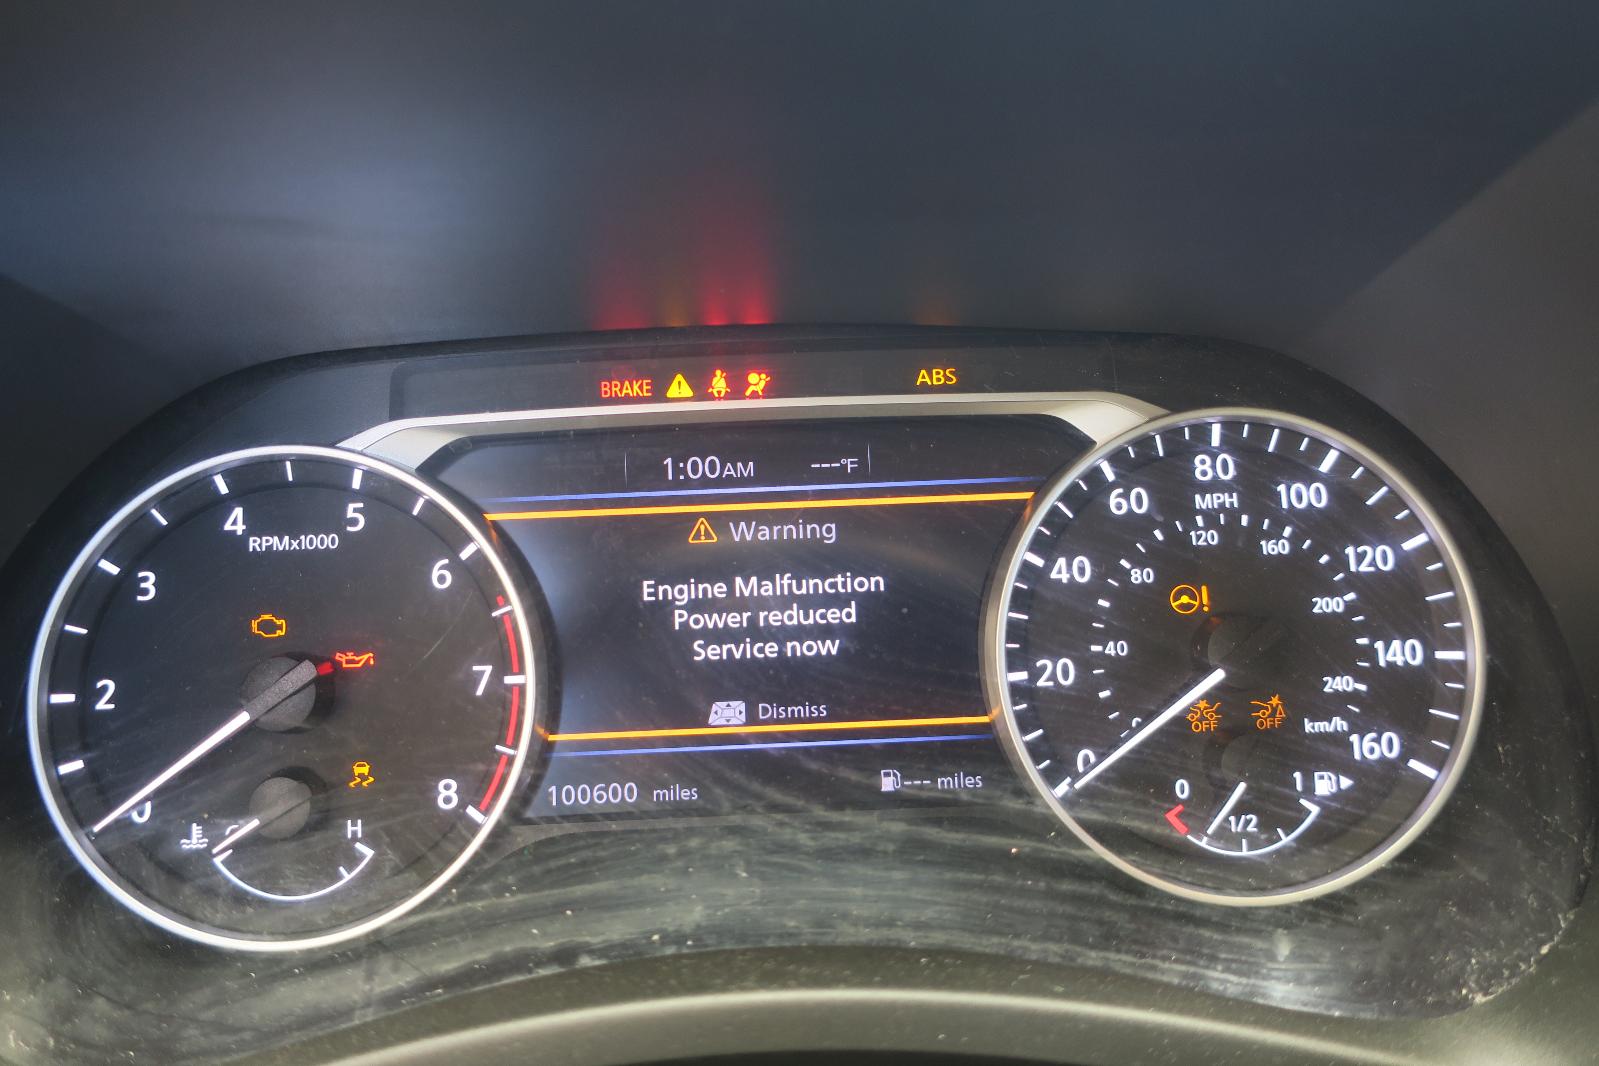 BRAKE
ABS
1:00AM ---°F
Warning
Engine Malfunction
Power reduced
Service now
Dismiss
100600 miles
--- miles
RPMx1000
0
2
3
4
5
6
7
8
H
MPH
0
20
40
60
80
100
120
140
160
40
80
120
160
200
240
km/h
OFF
OFF
0
1/2
1